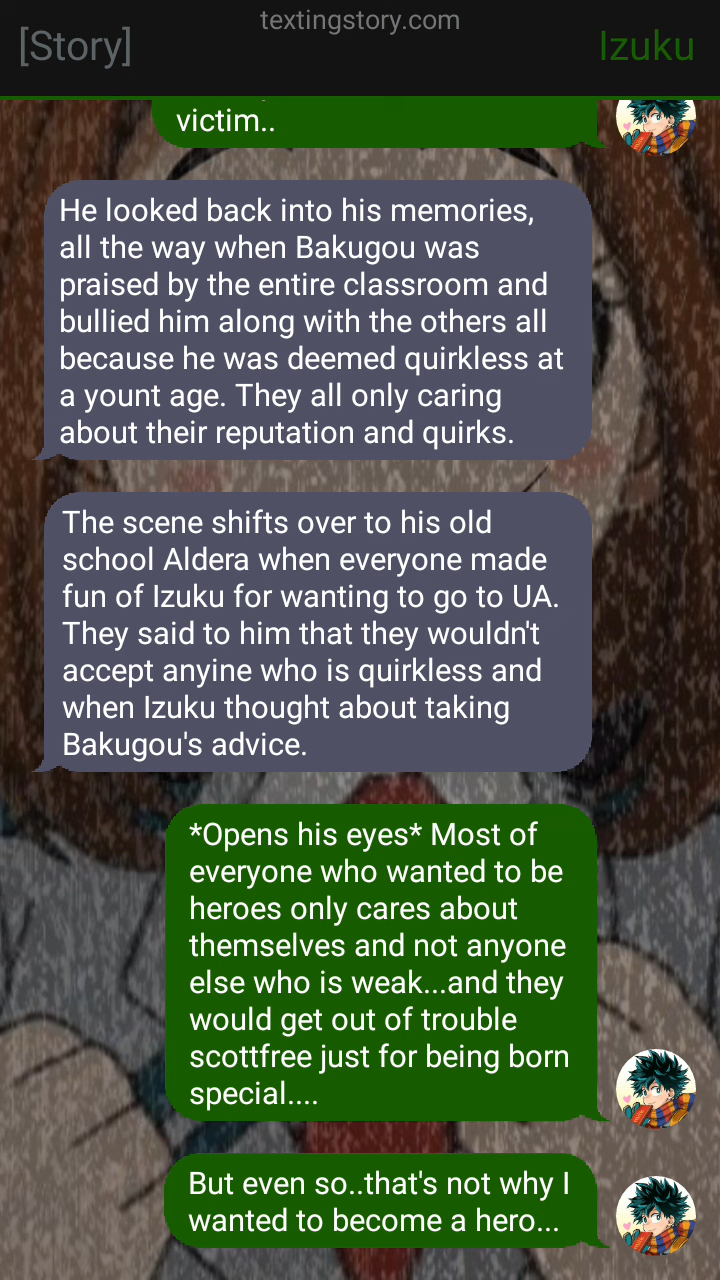 textingstory.com
[Story]
Izuku
victim..
He looked back into his memories,
all the way when Bakugou was
praised by the entire classroom and
bullied him along with the others all
because he was deemed quirkless at
a yount age. They all only caring
about their reputation and quirks.
The scene shifts over to his old
school Aldera when everyone made
fun of Izuku for wanting to go to UA.
They said to him that they wouldn't
accept anyine who is quirkless and
when Izuku thought about taking
Bakugou's advice.
*Opens his eyes* Most of
everyone who wanted to be
heroes only cares about
themselves and not anyone
else who is weak...and they
would get out of trouble
scottfree just for being born
special....
But even so..that's not why I
wanted to become a hero...